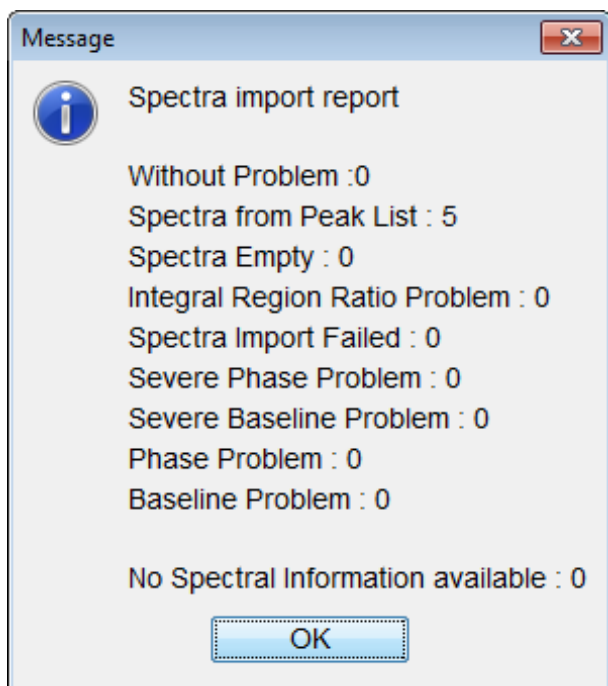 Message
Spectra import report
Without Problem :0
Spectra from Peak List : 5
Spectra Empty : 0
Integral Region Ratio Problem : 0
Spectra Import Failed : 0
Severe Phase Problem : 0
Severe Baseline Problem : 0
Phase Problem : 0
Baseline Problem : 0
No Spectral Information available : 0
OK